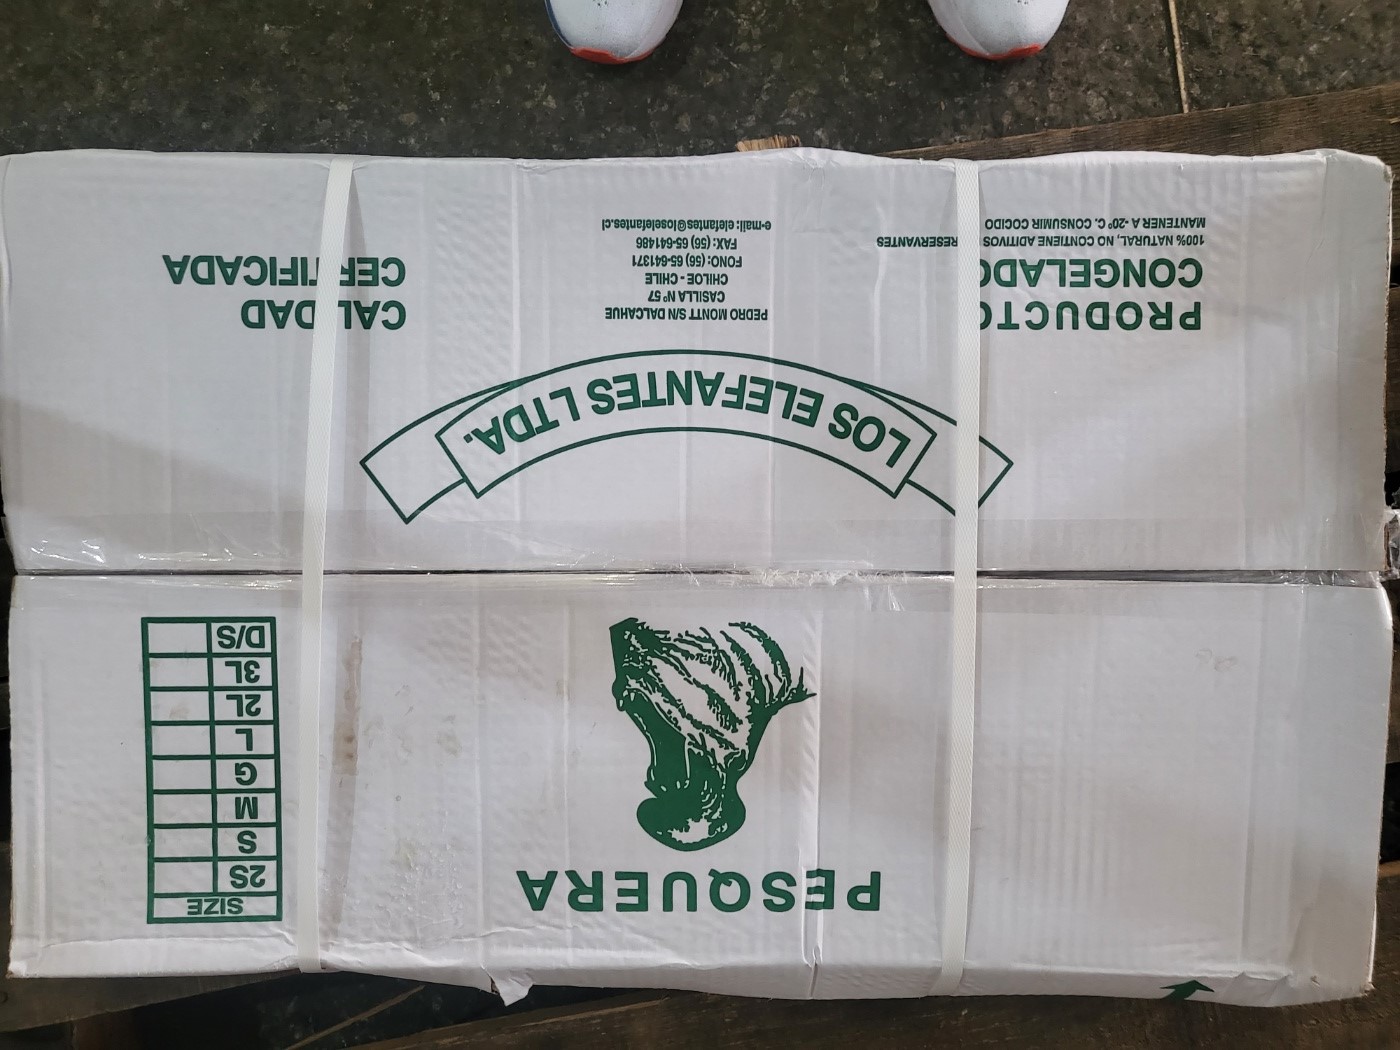 PESQUERA
SIZE
2S
S
M
G
L
2L
3L
D/S
LOS ELEFANTES LTDA.
PRODUCTO
CONGELADO
100% NATURAL, NO CONTIENE ADITIVOS RESERVANTES
MANTENER A -20º C. CONSUMIR COCIDO
PEDRO MONTT S/N DALCAHUE
CASILLA Nº 57
CHILOE - CHILE
FONO: (56) 65-641371
FAX: (56) 65-641486
e-mail: elefantes@loselefantes.cl
CALIDAD
CERTIFICADA